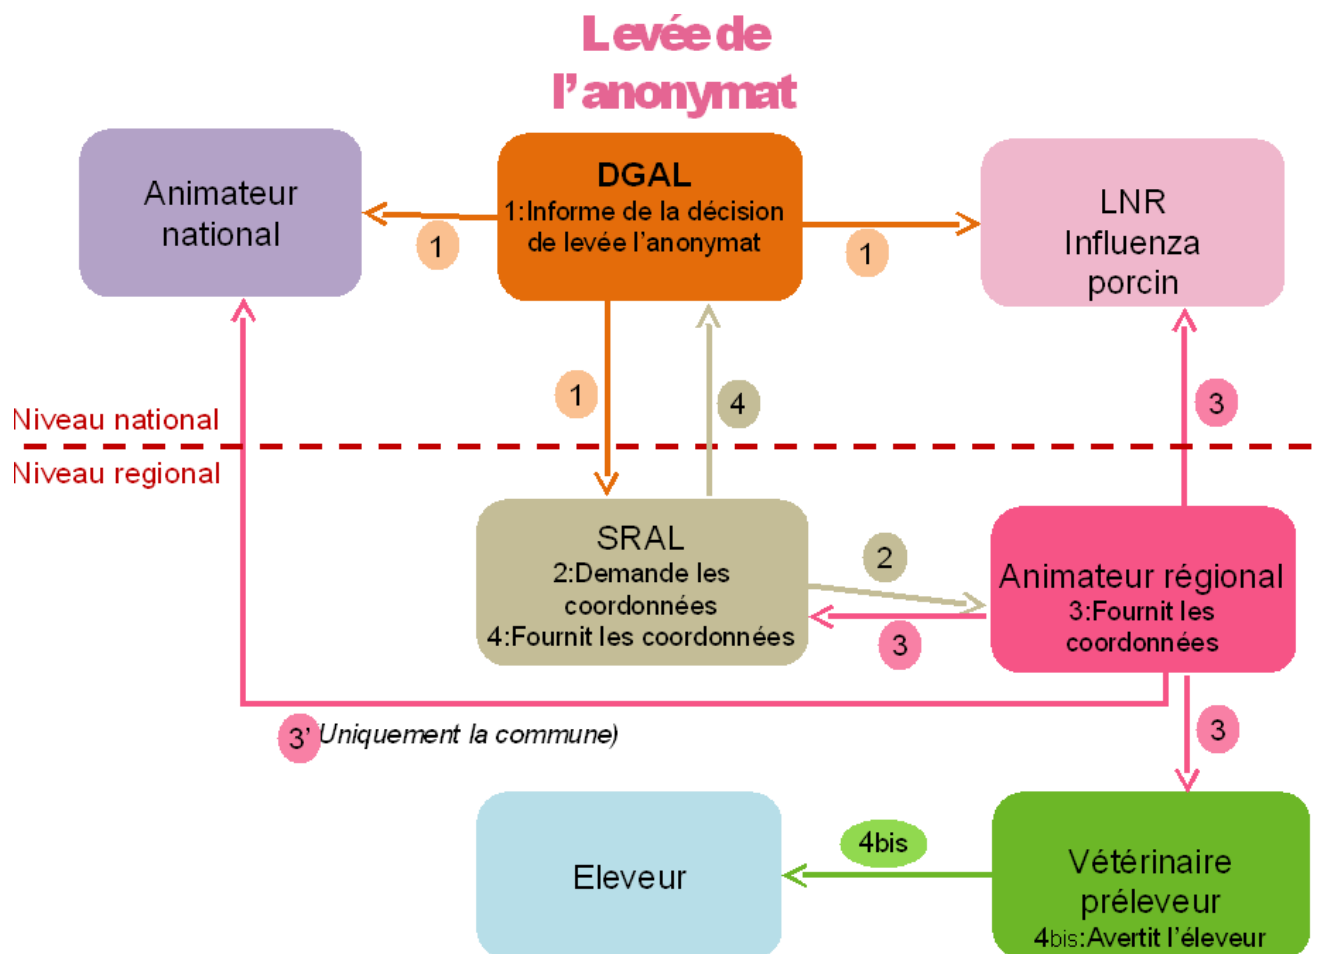 Levée de
l'anonymat
Animateur
national
DGAL
1:Informe de la décision
de levée l'anonymat
LNR
Influenza
porcin
1
1
1
4
3
Niveau national
Niveau regional
SRAL
2:Demande les
coordonnées
4:Fournit les coordonnées
2
3
Animateur régional
3:Fournit les
coordonnées
3' Uniquement la commune)
3
Eleveur
4bis
Vétérinaire
préleveur
4bis:Avertit l'éleveur